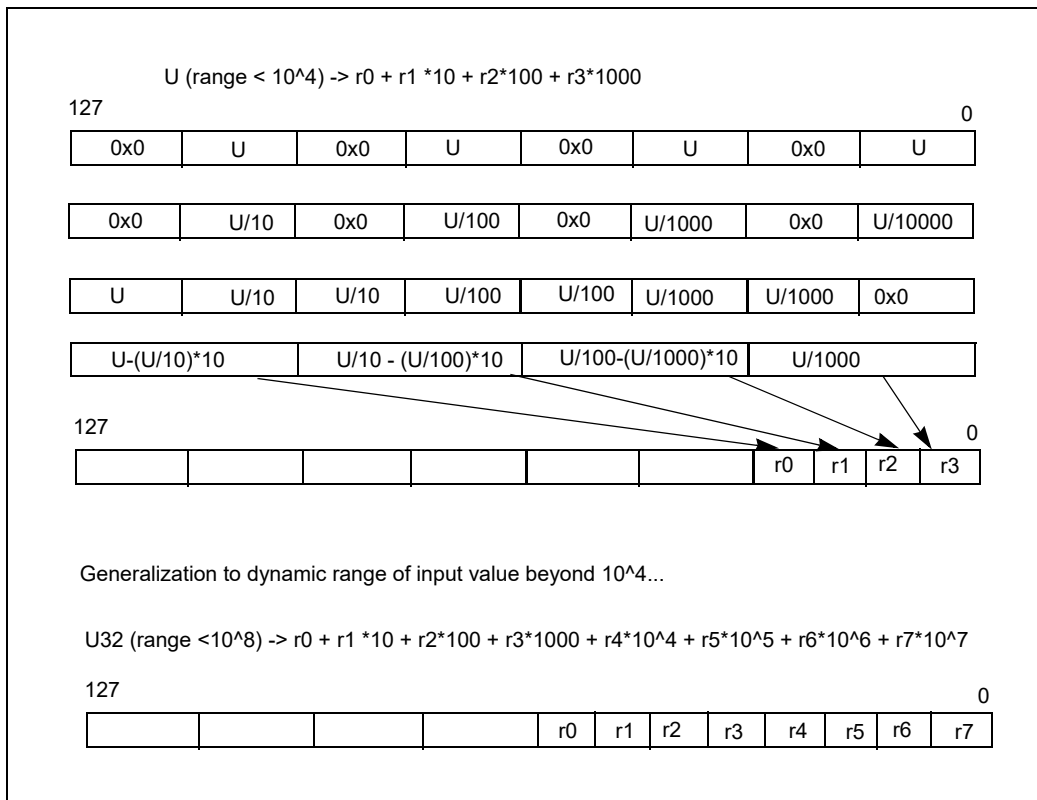 U (range < 10^4) -> r0 + r1 *10 + r2*100 + r3*1000
127 0
0x0 U 0x0 U 0x0 U 0x0 U
0x0 U/10 0x0 U/100 0x0 U/1000 0x0 U/10000
U U/10 U/10 U/100 U/100 U/1000 U/1000 0x0
U-(U/10)*10 U/10 - (U/100)*10 U/100-(U/1000)*10 U/1000
127 0
r0 r1 r2 r3
Generalization to dynamic range of input value beyond 10^4...
U32 (range <10^8) -> r0 + r1 *10 + r2*100 + r3*1000 + r4*10^4 + r5*10^5 + r6*10^6 + r7*10^7
127 0
r0 r1 r2 r3 r4 r5 r6 r7